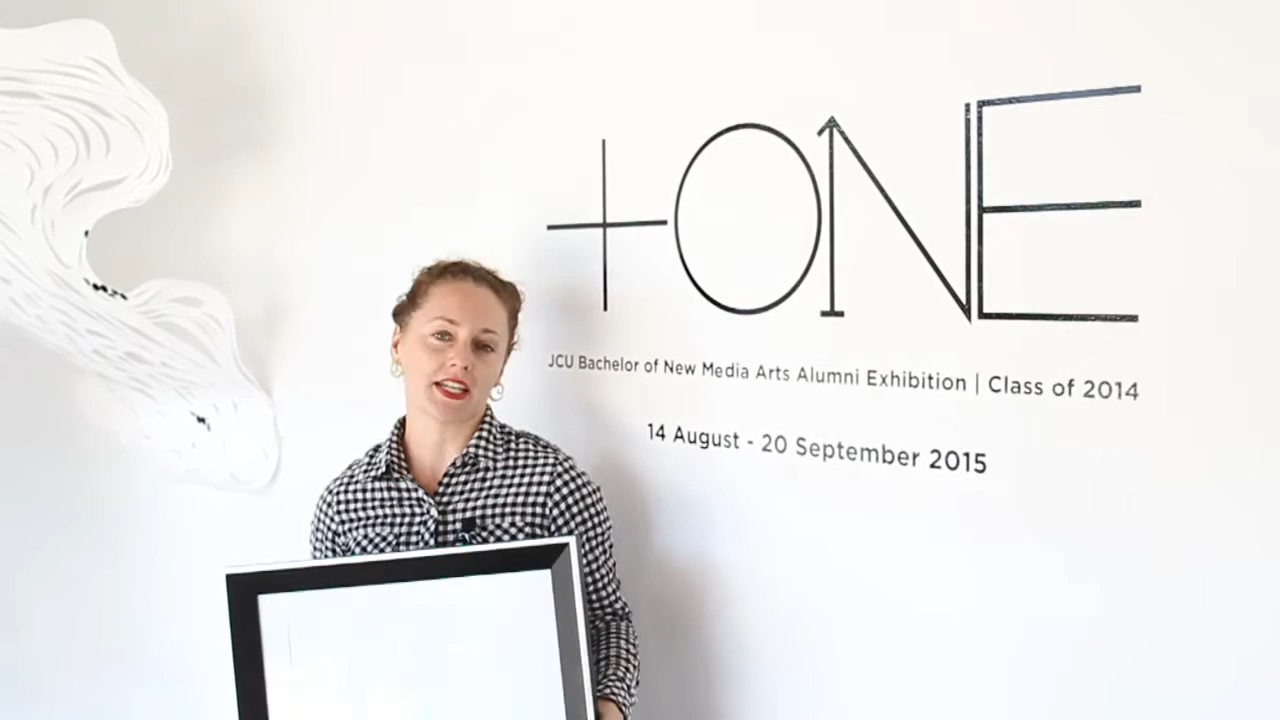 +ONE
JCU Bachelor of New Media Arts Alumni Exhibition | Class of 2014
14 August - 20 September 2015